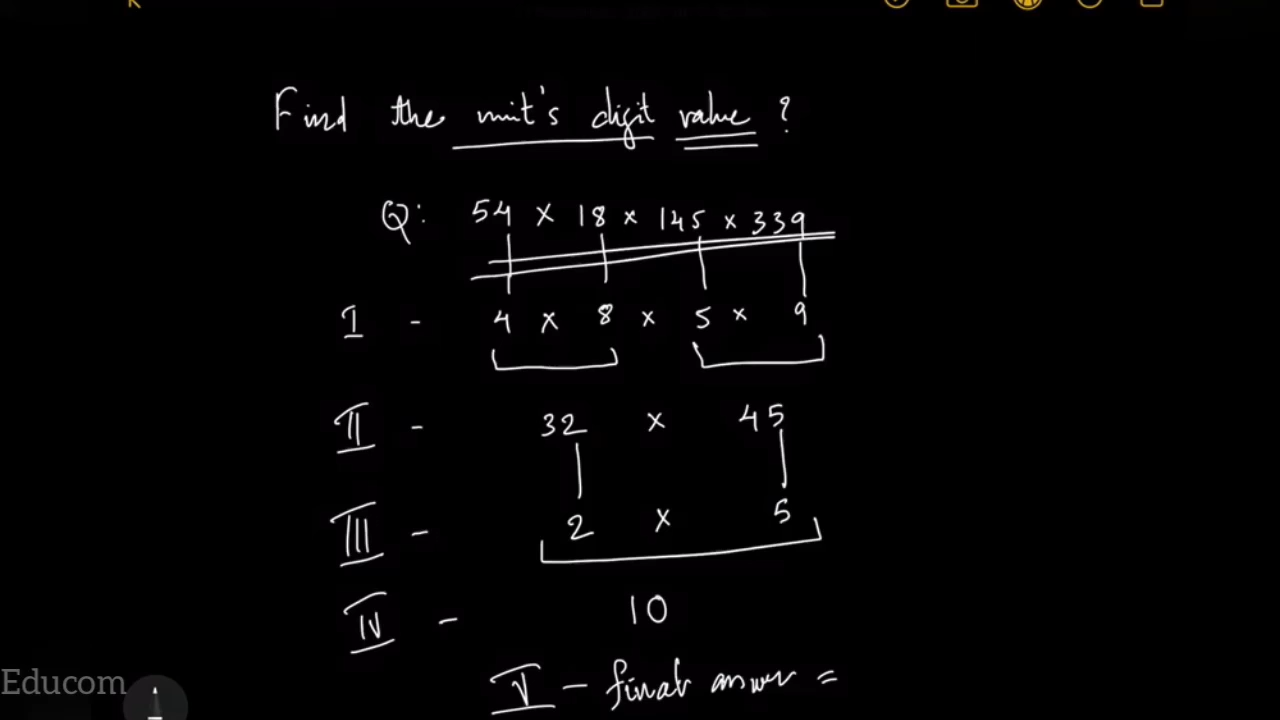 Find the unit's digit value ?
Q: 54 × 18 × 145 × 339
I - 4 × 8 × 5 × 9
II - 32 × 45
III - 2 × 5
IV - 10
V - final answer =
Educom